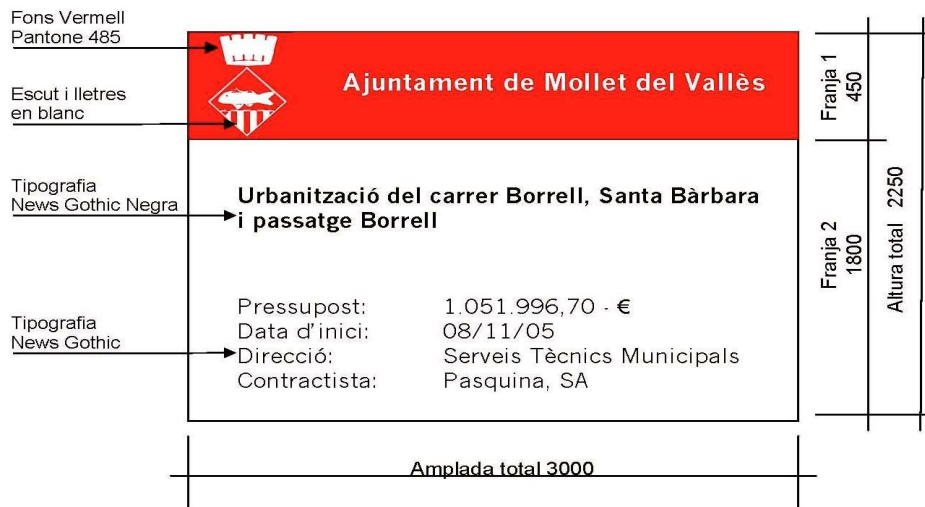 Fons Vermell
Pantone 485
Escut i lletres
en blanc
Tipografia
News Gothic Negra
Tipografia
News Gothic
Ajuntament de Mollet del Vallès
Urbanització del carrer Borrell, Santa Bàrbara
i passatge Borrell
Pressupost: 1.051.996,70 - €
Data d'inici: 08/11/05
Direcció: Serveis Tècnics Municipals
Contractista: Pasquina, SA
Franja 1
450
Franja 2
1800
Altura total 2250
Amplada total 3000